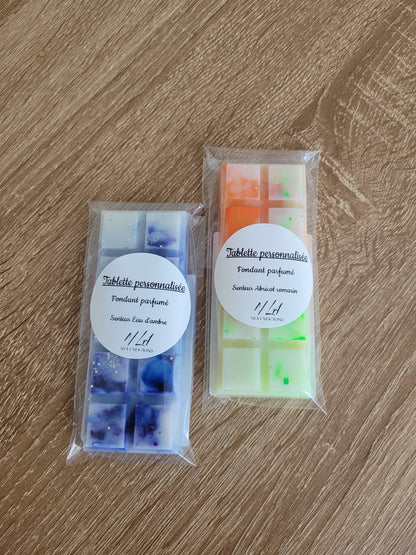 Tablette personnalisée
Fondant parfumé
Senteur Eau d'ambre
Tablette personnalisée
Fondant parfumé
Senteur Abricot romarin